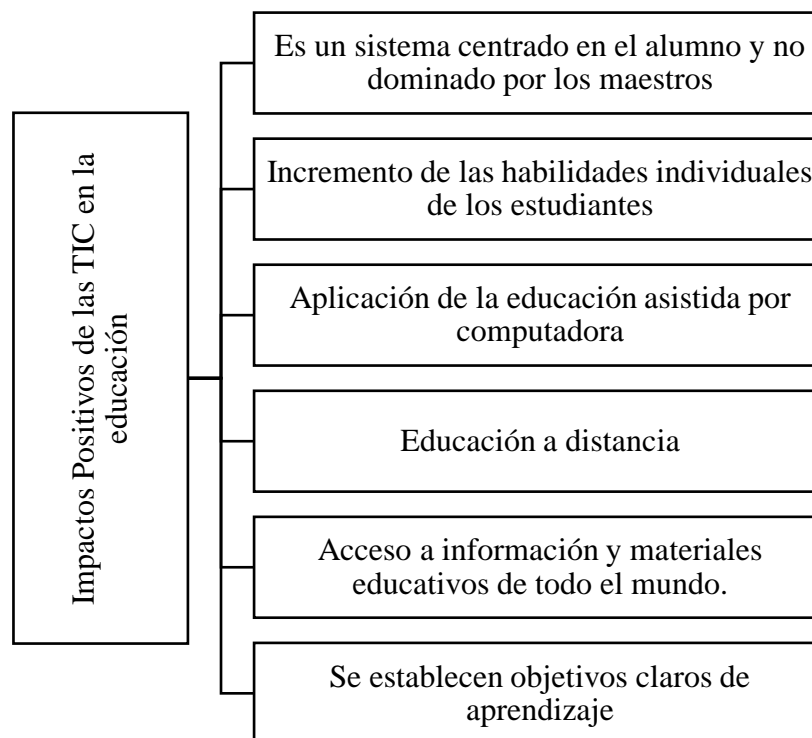 Impactos Positivos de las TIC en la
educación
Es un sistema centrado en el alumno y no
dominado por los maestros
Incremento de las habilidades individuales
de los estudiantes
Aplicación de la educación asistida por
computadora
Educación a distancia
Acceso a información y materiales
educativos de todo el mundo.
Se establecen objetivos claros de
aprendizaje